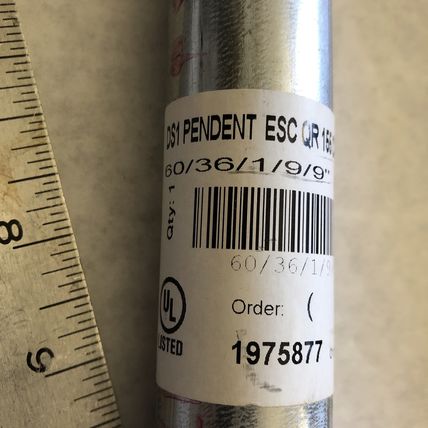 DS1 PENDENT ESC QR 155
60/36/1/9/9"
Qty: 1
60/36/1/9
UL
LISTED
Order: (
1975877
8
9